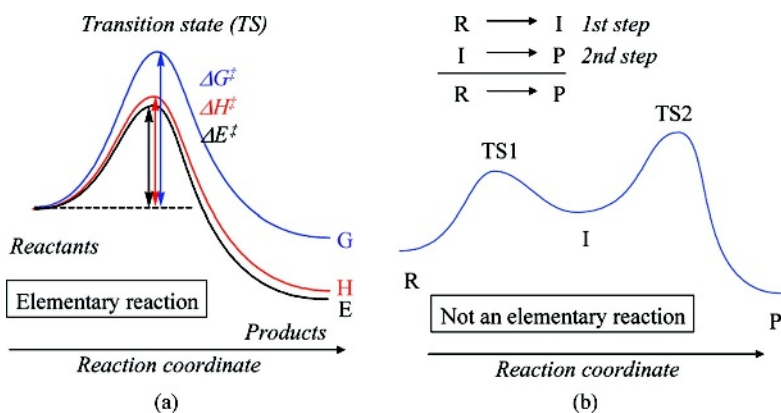 Transition state (TS)
ΔG‡
ΔH‡
ΔE‡
Reactants
G
H
E
Elementary reaction
Products
Reaction coordinate
(a)
R → I 1st step
I → P 2nd step
R → P
TS1
TS2
I
R
P
Not an elementary reaction
Reaction coordinate
(b)